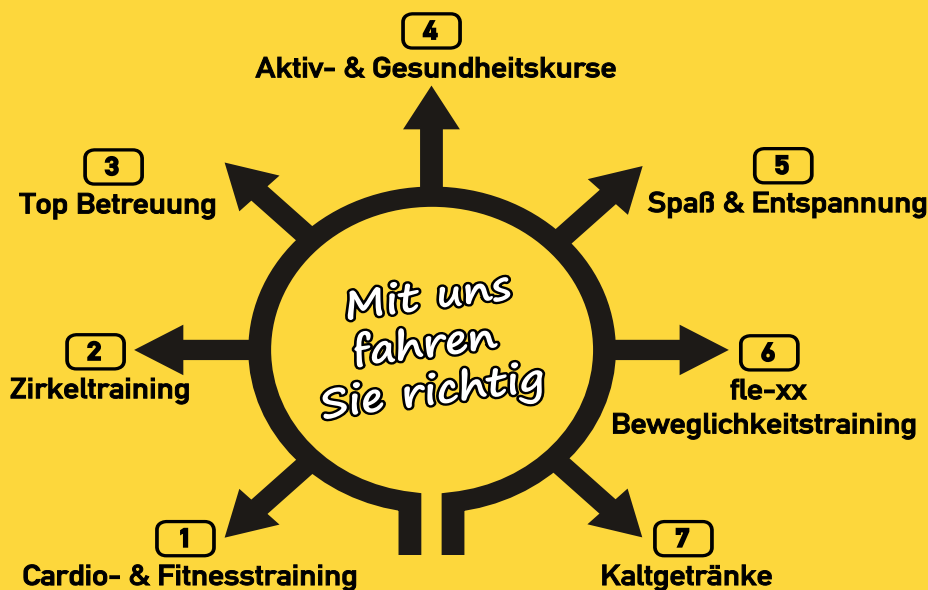 4
Aktiv- & Gesundheitskurse
3
Top Betreuung
5
Spaß & Entspannung
Mit uns
fahren
Sie richtig
2
Zirkeltraining
6
fle-xx
Beweglichkeitstraining
1
Cardio- & Fitnesstraining
7
Kaltgetränke